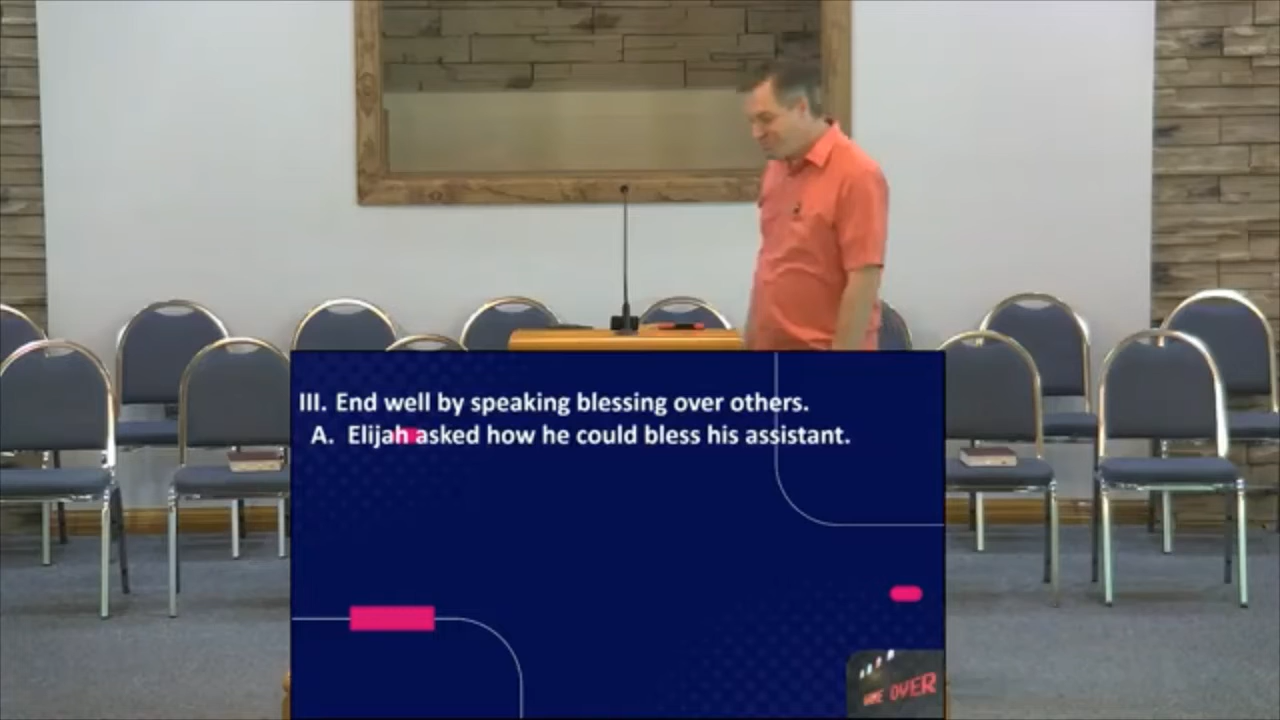 III. End well by speaking blessing over others.
A. Elijah asked how he could bless his assistant.
OVER